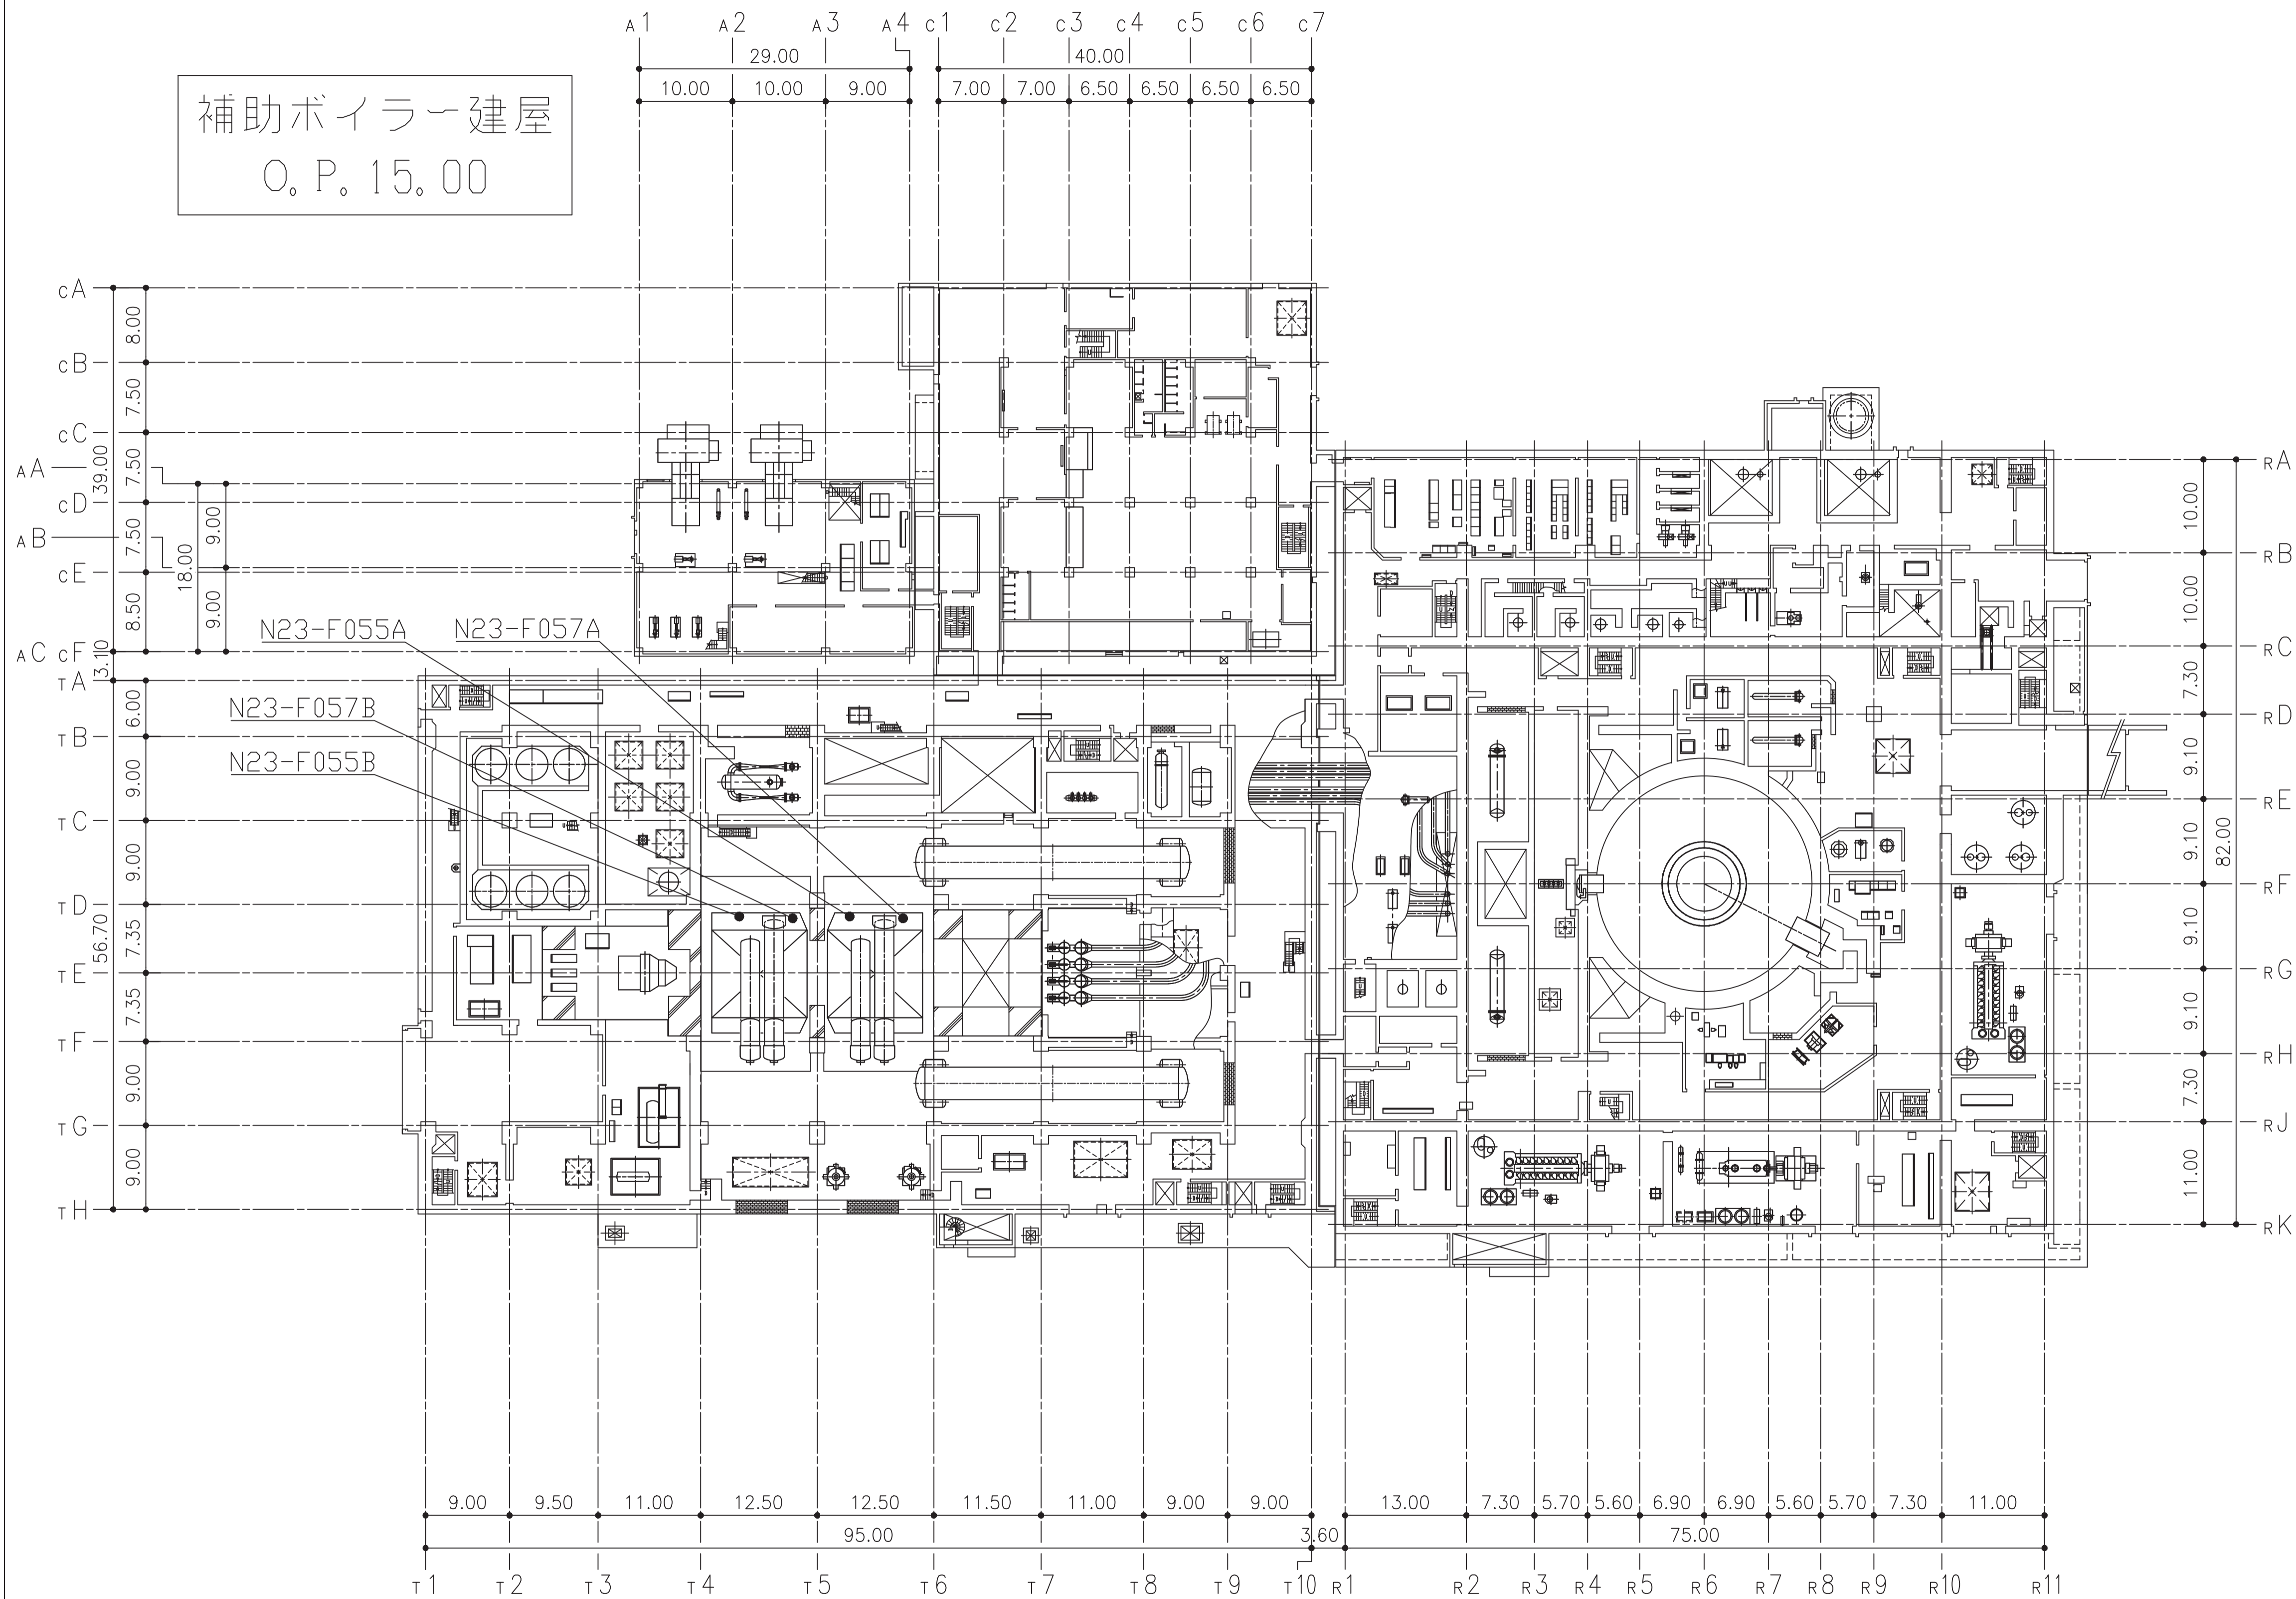 A1 A2 A3 A4 C1 C2 C3 C4 C5 C6 C7
29.00 40.00
10.00 10.00 9.00 7.00 7.00 6.50 6.50 6.50 6.50
補助ボイラー建屋
O.P.15.00
CA
8.00
CB
7.50
CC
AA
39.00
7.50
CD
AB
18.00
9.00
7.50
CE
9.00
8.50
AC CF
3.10
TA
6.00
TB
9.00
TC
9.00
TD
56.70
7.35
TE
7.35
TF
9.00
TG
9.00
TH
N23-F055A N23-F057A
N23-F057B
N23-F055B
RA
10.00
RB
10.00
RC
7.30
RD
9.10
RE
9.10
82.00
RF
9.10
RG
9.10
RH
7.30
RJ
11.00
RK
9.00 9.50 11.00 12.50 12.50 11.50 11.00 9.00 9.00 13.00 7.30 5.70 5.60 6.90 6.90 5.60 5.70 7.30 11.00
95.00 3.60 75.00
T1 T2 T3 T4 T5 T6 T7 T8 T9 T10 R1 R2 R3 R4 R5 R6 R7 R8 R9 R10 R11